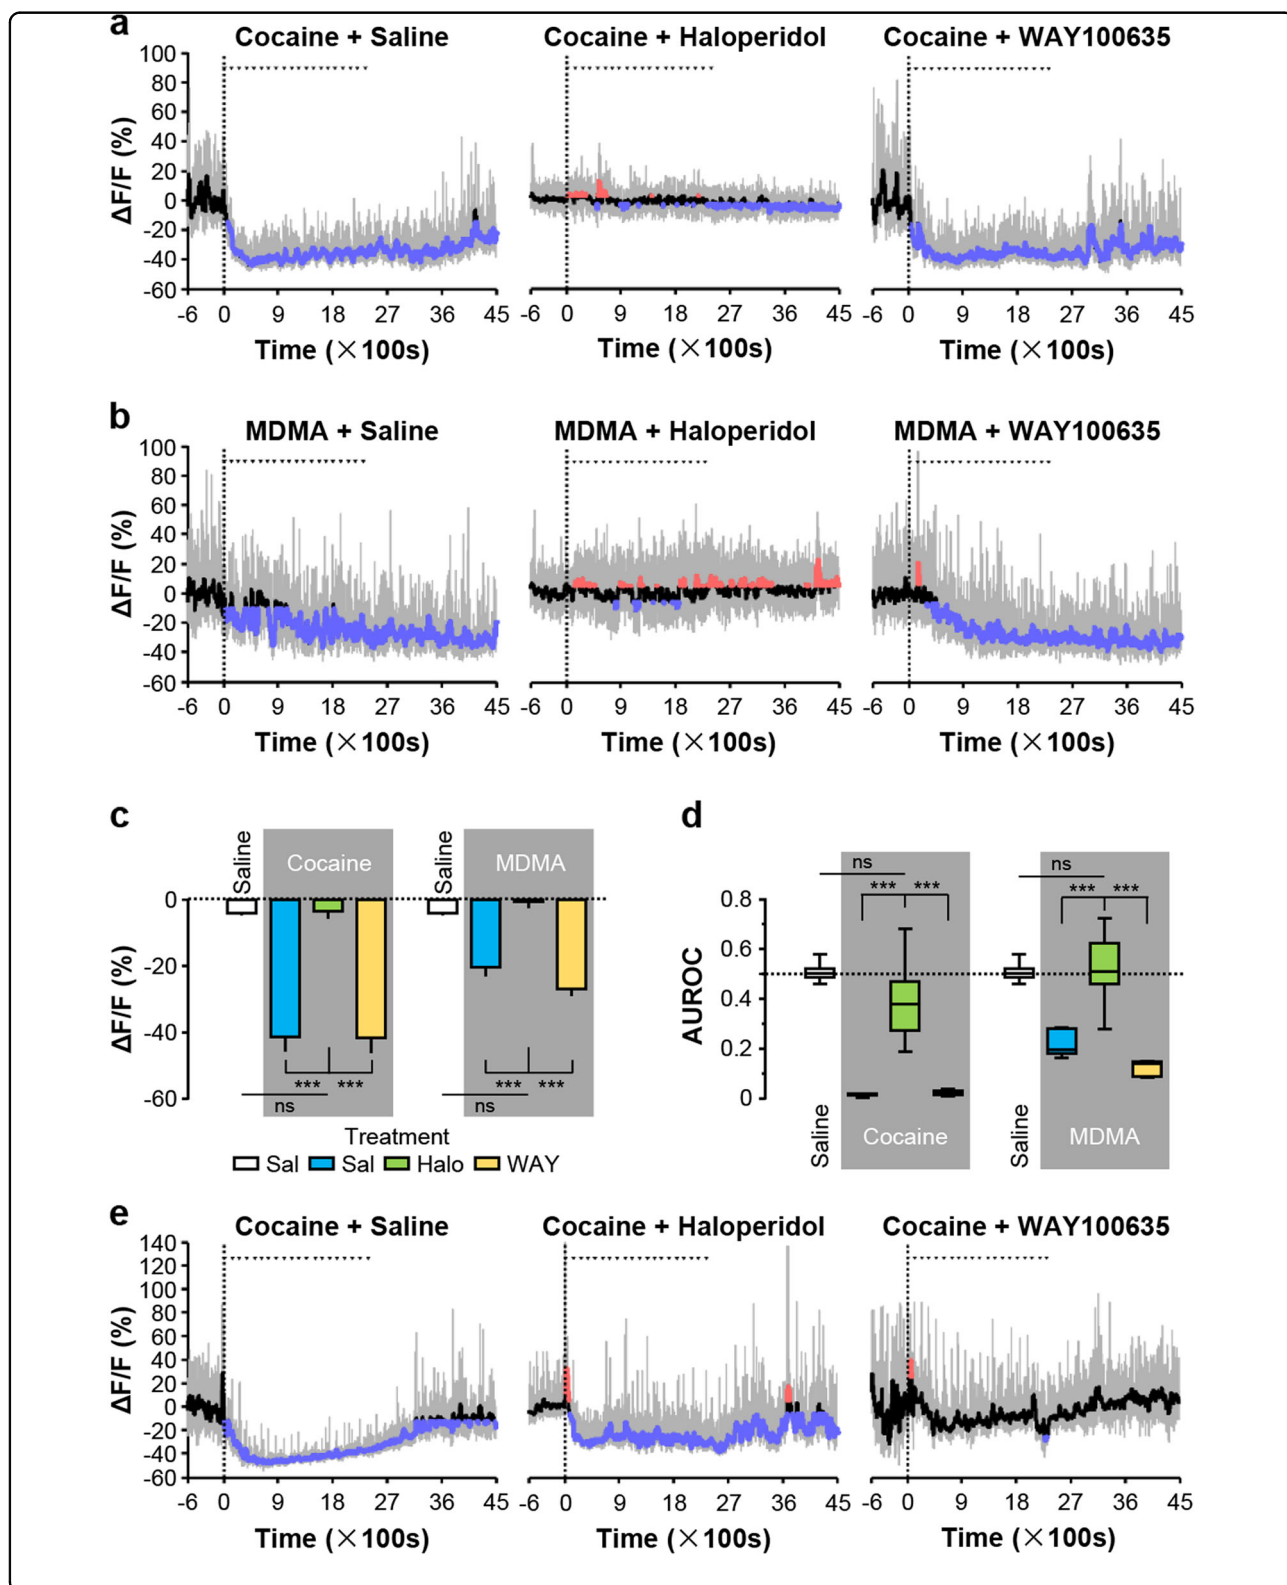 a
Cocaine + Saline
Cocaine + Haloperidol
Cocaine + WAY100635
ΔF/F (%)
100
80
60
40
20
0
-20
-40
-60
-6 0 9 18 27 36 45
-6 0 9 18 27 36 45
-6 0 9 18 27 36 45
Time (×100s)
Time (×100s)
Time (×100s)
b
MDMA + Saline
MDMA + Haloperidol
MDMA + WAY100635
ΔF/F (%)
100
80
60
40
20
0
-20
-40
-60
-6 0 9 18 27 36 45
-6 0 9 18 27 36 45
-6 0 9 18 27 36 45
Time (×100s)
Time (×100s)
Time (×100s)
c
ΔF/F (%)
0
-20
-40
-60
Saline
Cocaine
Saline
MDMA
*** ***
ns
*** ***
ns
Treatment
Sal Sal Halo WAY
d
AUROC
0.8
0.6
0.4
0.2
0
ns
*** ***
ns
*** ***
Saline
Cocaine
Saline
MDMA
e
Cocaine + Saline
Cocaine + Haloperidol
Cocaine + WAY100635
ΔF/F (%)
140
120
100
80
60
40
20
0
-20
-40
-60
-6 0 9 18 27 36 45
-6 0 9 18 27 36 45
-6 0 9 18 27 36 45
Time (×100s)
Time (×100s)
Time (×100s)